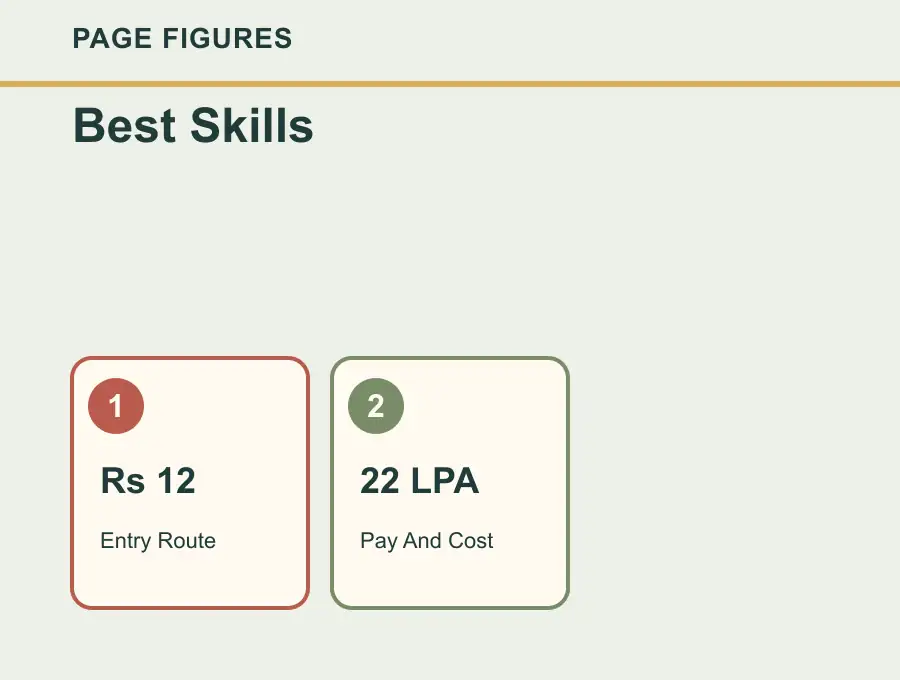 PAGE FIGURES
Best Skills
1
Rs 12
Entry Route
2
22 LPA
Pay And Cost